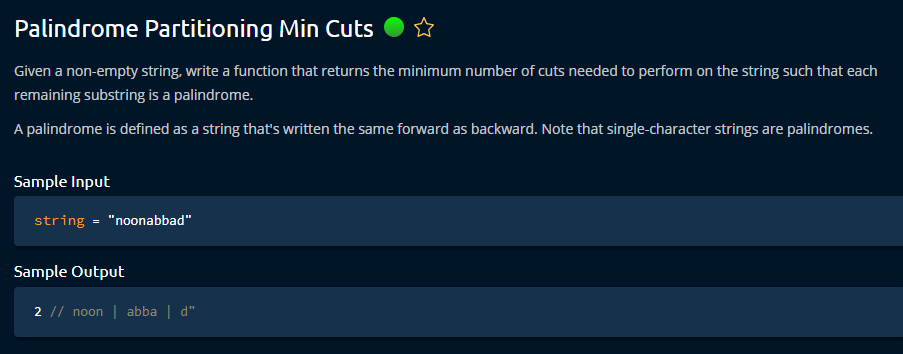 Palindrome Partitioning Min Cuts
Given a non-empty string, write a function that returns the minimum number of cuts needed to perform on the string such that each
remaining substring is a palindrome.
A palindrome is defined as a string that's written the same forward as backward. Note that single-character strings are palindromes.
Sample Input
string = "noonabbad"
Sample Output
2 // noon | abba | d"